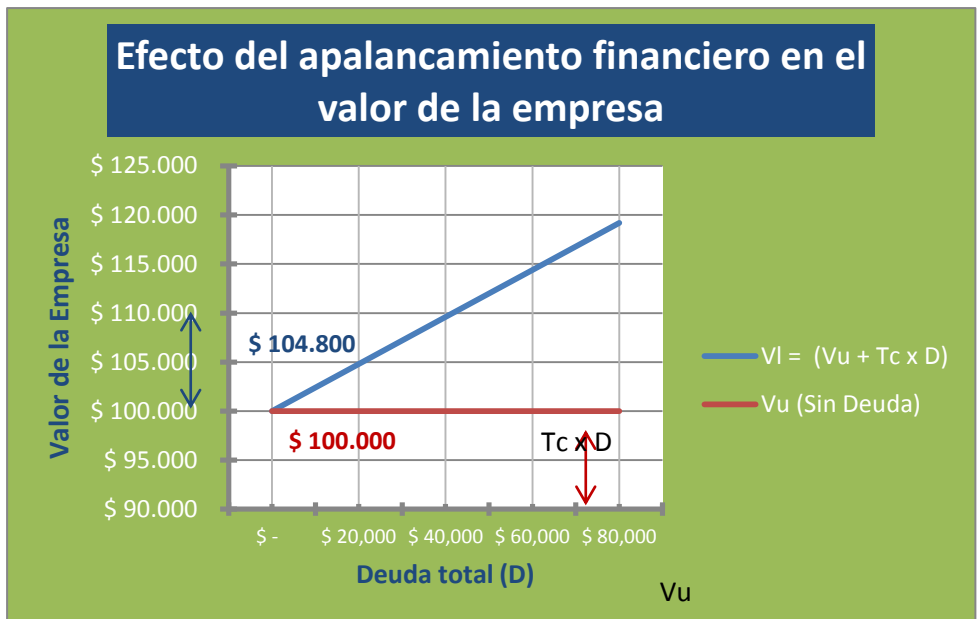 Efecto del apalancamiento financiero en el
valor de la empresa
$ 125.000
$ 120.000
$ 115.000
$ 110.000
$ 105.000
$ 100.000
$ 95.000
$ 90.000
Valor de la Empresa
$ 104.800
$ 100.000
Tc x D
Vl = (Vu + Tc x D)
Vu (Sin Deuda)
$ - $ 20,000 $ 40,000 $ 60,000 $ 80,000
Deuda total (D)
Vu